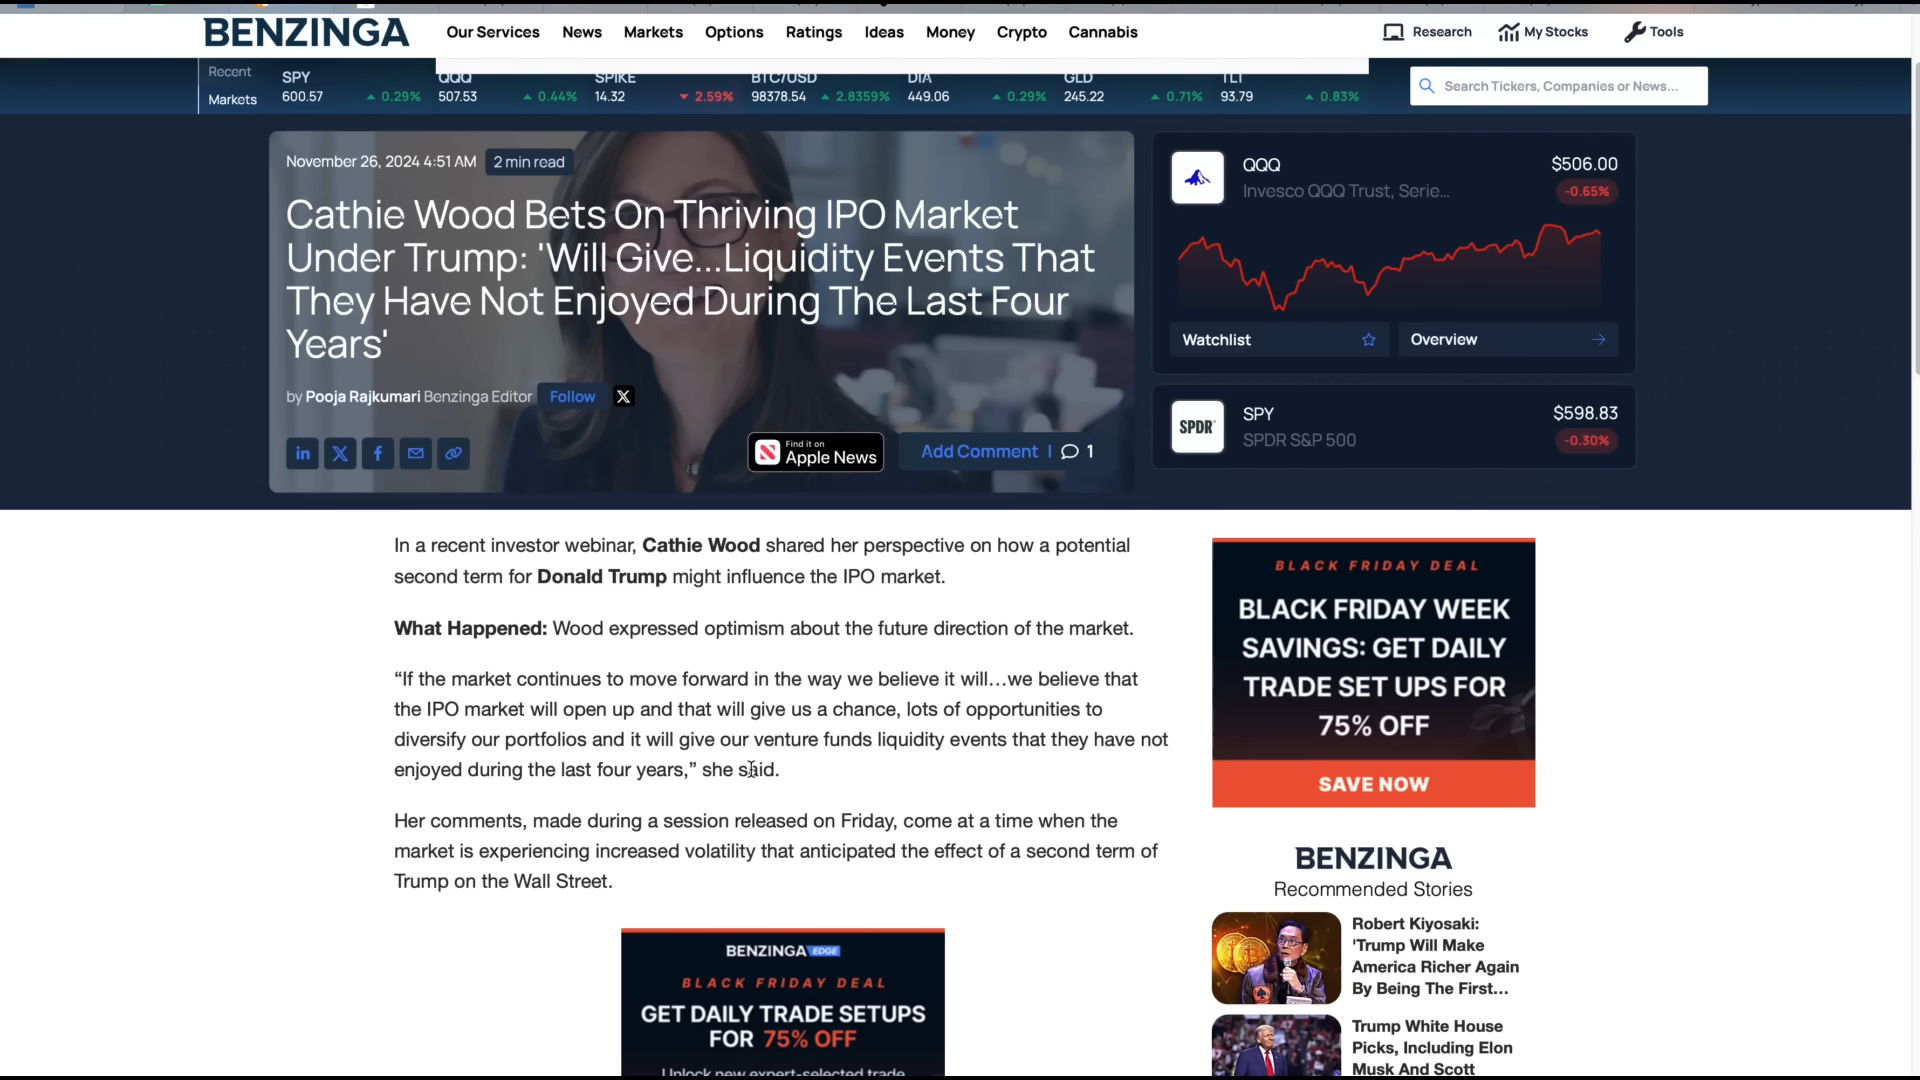 BENZINGA
Our Services News Markets Options Ratings Ideas Money Crypto Cannabis
Research My Stocks Tools
Recent
Markets
SPY
600.57 0.29%
QQQ
507.53 0.44%
SPIKE
14.32 2.59%
BTC/USD
98378.54 2.8359%
DIA
449.06 0.29%
GLD
245.22 0.71%
TLT
93.79 0.83%
Search Tickers, Companies or News...
November 26, 2024 4:51 AM 2 min read
Cathie Wood Bets On Thriving IPO Market
Under Trump: 'Will Give...Liquidity Events That
They Have Not Enjoyed During The Last Four
Years'
by Pooja Rajkumari Benzinga Editor Follow X
in X f
Find it on
Apple News
Add Comment | 1
QQQ $506.00
Invesco QQQ Trust, Serie... -0.65%
Watchlist Overview
SPDR
SPY $598.83
SPDR S&P 500 -0.30%
In a recent investor webinar, Cathie Wood shared her perspective on how a potential
second term for Donald Trump might influence the IPO market.
What Happened: Wood expressed optimism about the future direction of the market.
“If the market continues to move forward in the way we believe it will…we believe that
the IPO market will open up and that will give us a chance, lots of opportunities to
diversify our portfolios and it will give our venture funds liquidity events that they have not
enjoyed during the last four years,” she said.
Her comments, made during a session released on Friday, come at a time when the
market is experiencing increased volatility that anticipated the effect of a second term of
Trump on the Wall Street.
BENZINGA EDGE
BLACK FRIDAY DEAL
GET DAILY TRADE SETUPS
FOR 75% OFF
Unlock new expert-selected trade
BLACK FRIDAY DEAL
BLACK FRIDAY WEEK
SAVINGS: GET DAILY
TRADE SET UPS FOR
75% OFF
SAVE NOW
BENZINGA
Recommended Stories
Robert Kiyosaki:
'Trump Will Make
America Richer Again
By Being The First...
Trump White House
Picks, Including Elon
Musk And Scott